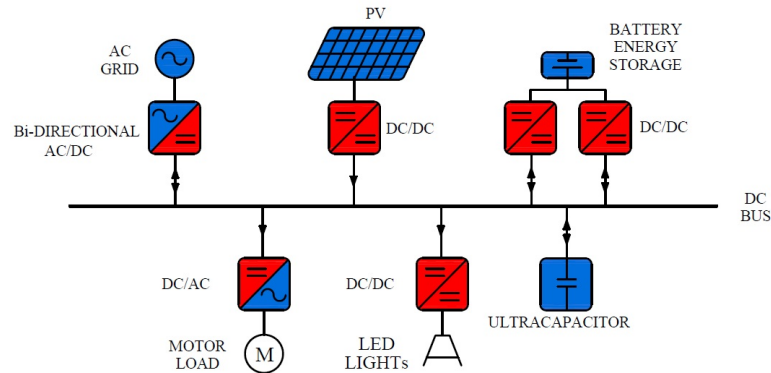 PV
AC
GRID
BATTERY
ENERGY
STORAGE
Bi-DIRECTIONAL
AC/DC
DC/DC
DC/DC
DC
BUS
DC/AC
DC/DC
MOTOR
LOAD
M
LED
LIGHTs
ULTRACAPACITOR